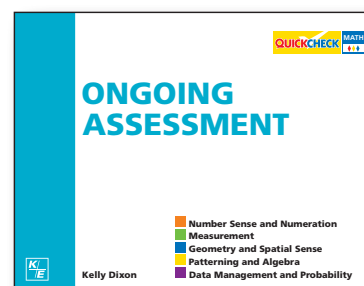 QUICKCHECK MATH
ONGOING
ASSESSMENT
Number Sense and Numeration
Measurement
Geometry and Spatial Sense
Patterning and Algebra
Data Management and Probability
K/E
Kelly Dixon